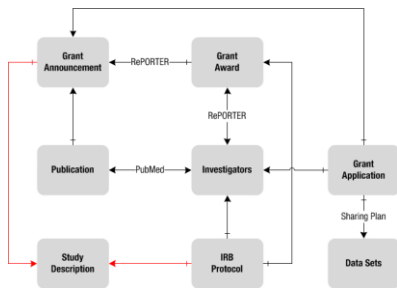 Grant
Announcement
RePORTER
Grant
Award
RePORTER
Publication
PubMed
Investigators
Grant
Application
Sharing Plan
Study
Description
IRB
Protocol
Data Sets